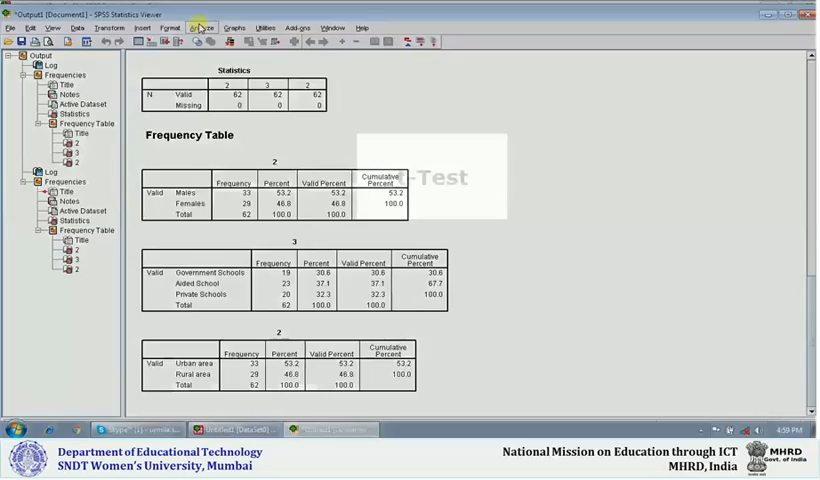 *Output1 [Document1] - SPSS Statistics Viewer
File Edit View Data Transform Insert Format Analyze Graphs Utilities Add-ons Window Help
Output
Log
Frequencies
Title
Notes
Active Dataset
Statistics
Frequency Table
Title
2
3
2
Log
Frequencies
Title
Notes
Active Dataset
Statistics
Frequency Table
Title
2
3
2
Statistics
2 3 2
N Valid 62 62 62
Missing 0 0 0
Frequency Table
t-Test
2
Frequency Percent Valid Percent Cumulative Percent
Valid Males 33 53.2 53.2 53.2
Females 29 46.8 46.8 100.0
Total 62 100.0 100.0
3
Frequency Percent Valid Percent Cumulative Percent
Valid Government Schools 19 30.6 30.6 30.6
Aided School 23 37.1 37.1 67.7
Private Schools 20 32.3 32.3 100.0
Total 62 100.0 100.0
2
Frequency Percent Valid Percent Cumulative Percent
Valid Urban area 33 53.2 53.2 53.2
Rural area 29 46.8 46.8 100.0
Total 62 100.0 100.0
4:59 PM
Department of Educational Technology
SNDT Women's University, Mumbai
National Mission on Education through ICT
MHRD, India
MHRD
Govt. of India